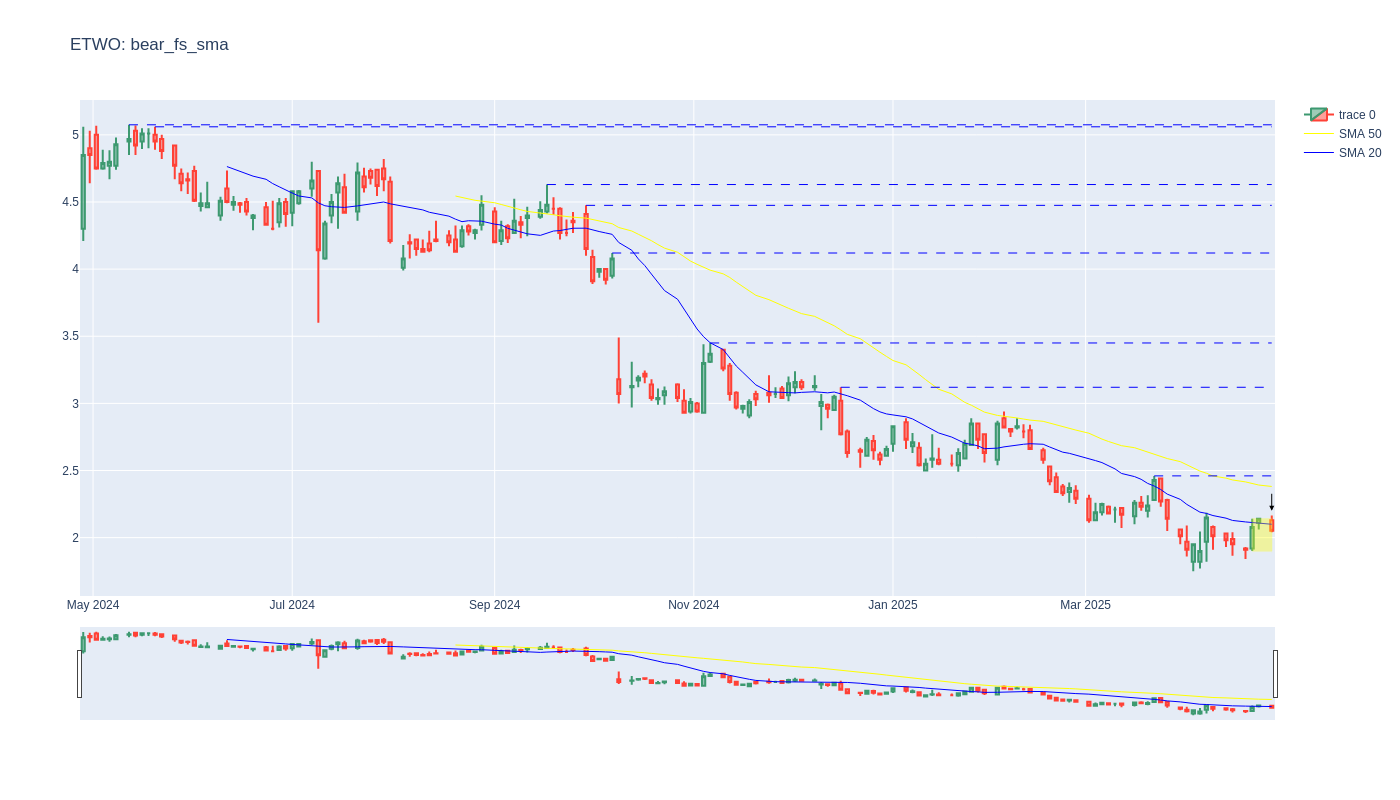 ETWO: bear_fs_sma
trace 0
SMA 50
SMA 20
5
4.5
4
3.5
3
2.5
2
May 2024
Jul 2024
Sep 2024
Nov 2024
Jan 2025
Mar 2025